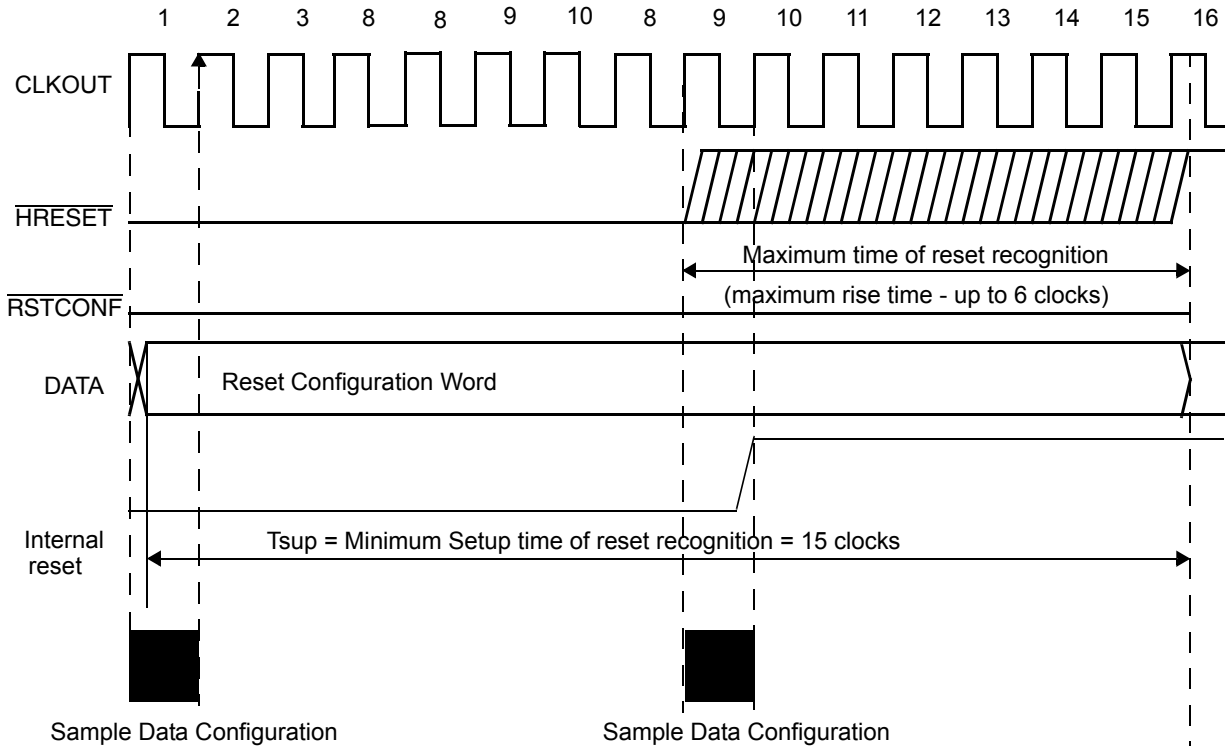 1 2 3 8 8 9 10 8 9 10 11 12 13 14 15 16
CLKOUT
HRESET
Maximum time of reset recognition
(maximum rise time - up to 6 clocks)
RSTCONF
DATA
Reset Configuration Word
Internal
reset
Tsup = Minimum Setup time of reset recognition = 15 clocks
Sample Data Configuration
Sample Data Configuration